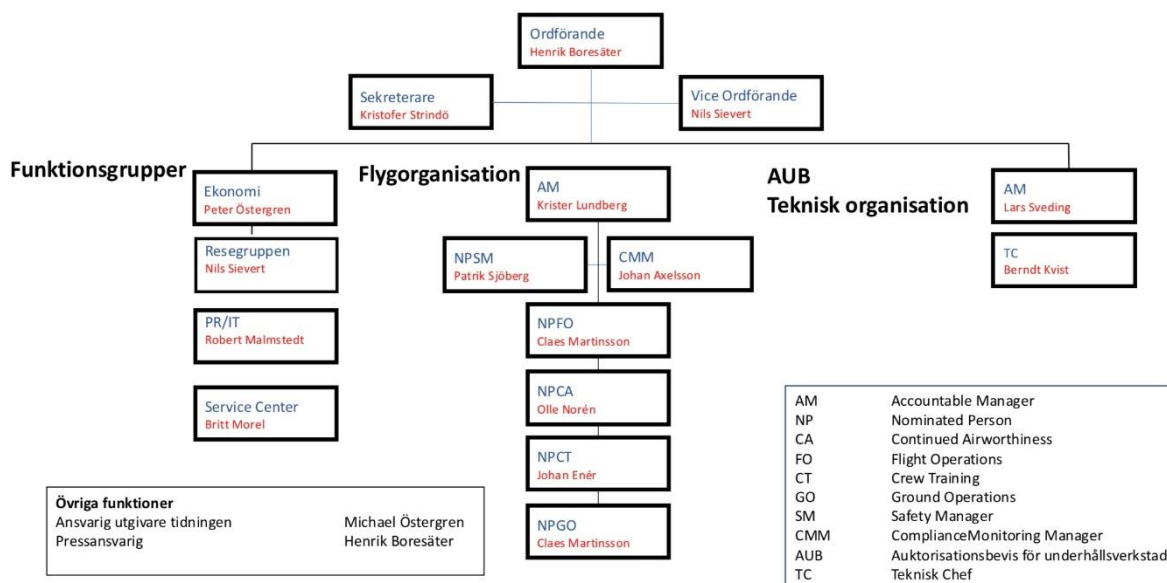 Ordförande
Henrik Boresäter
Sekreterare
Kristofer Strindö
Vice Ordförande
Nils Sievert
Funktionsgrupper
Ekonomi
Peter Östergren
Resegruppen
Nils Sievert
PR/IT
Robert Malmstedt
Service Center
Britt Morel
Flygorganisation
AM
Krister Lundberg
NPSM
Patrik Sjöberg
CMM
Johan Axelsson
NPFO
Claes Martinsson
NPCA
Olle Norén
NPCT
Johan Enér
NPGO
Claes Martinsson
AUB
Teknisk organisation
AM
Lars Sveding
TC
Berndt Kvist
Övriga funktioner
Ansvarig utgivare tidningen Michael Östergren
Pressansvarig Henrik Boresäter
AM Accountable Manager
NP Nominated Person
CA Continued Airworthiness
FO Flight Operations
CT Crew Training
GO Ground Operations
SM Safety Manager
CMM ComplianceMonitoring Manager
AUB Auktorisationsbevis för underhållsverkstad
TC Teknisk Chef